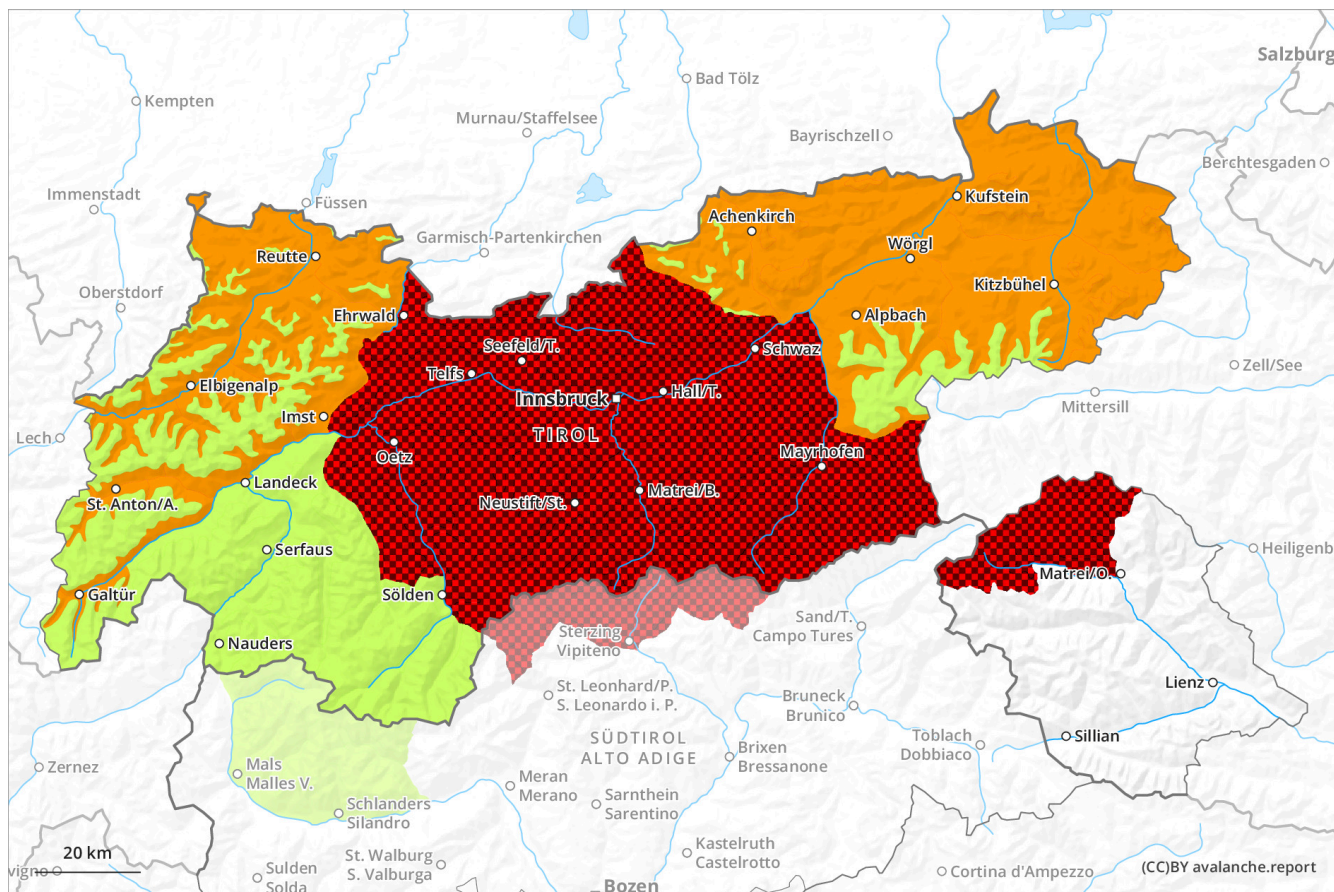 Salzburg
Bad Tölz
Kempten
Murnau/Staffelsee
Bayrischzell
Berchtesgaden
Immenstadt
Füssen
Kufstein
Achenkirch
Garmisch-Partenkirchen
Wörgl
Reutte
Kitzbühel
Oberstdorf
Ehrwald
Alpbach
Seefeld/T.
Schwaz
Zell/See
Telfs
Elbigenalp
Hall/T.
Innsbruck
Mittersill
Imst
Lech
TIROL
Oetz
Mayrhofen
Landeck
Matrei/B.
St. Anton/A.
Neustift/St.
Serfaus
Heiligenb
Matrei/O.
Galtür
Sölden
Sand/T.
Campo Tures
Sterzing
Vipiteno
Nauders
Lienz
St. Leonhard/P.
S. Leonardo i. P.
Bruneck
Brunico
SÜDTIROL
ALTO ADIGE
Toblach
Dobbiaco
Sillian
Brixen
Bressanone
Zernez
Mals
Malles V.
Meran
Merano
Sarnthein
Sarentino
Schlanders
Silandro
Kastelruth
Castelrotto
20 km
St. Walburg
S. Valburga
vigno
Sulden
Solda
Cortina d'Ampezzo
(CC)BY avalanche.report
Bozen